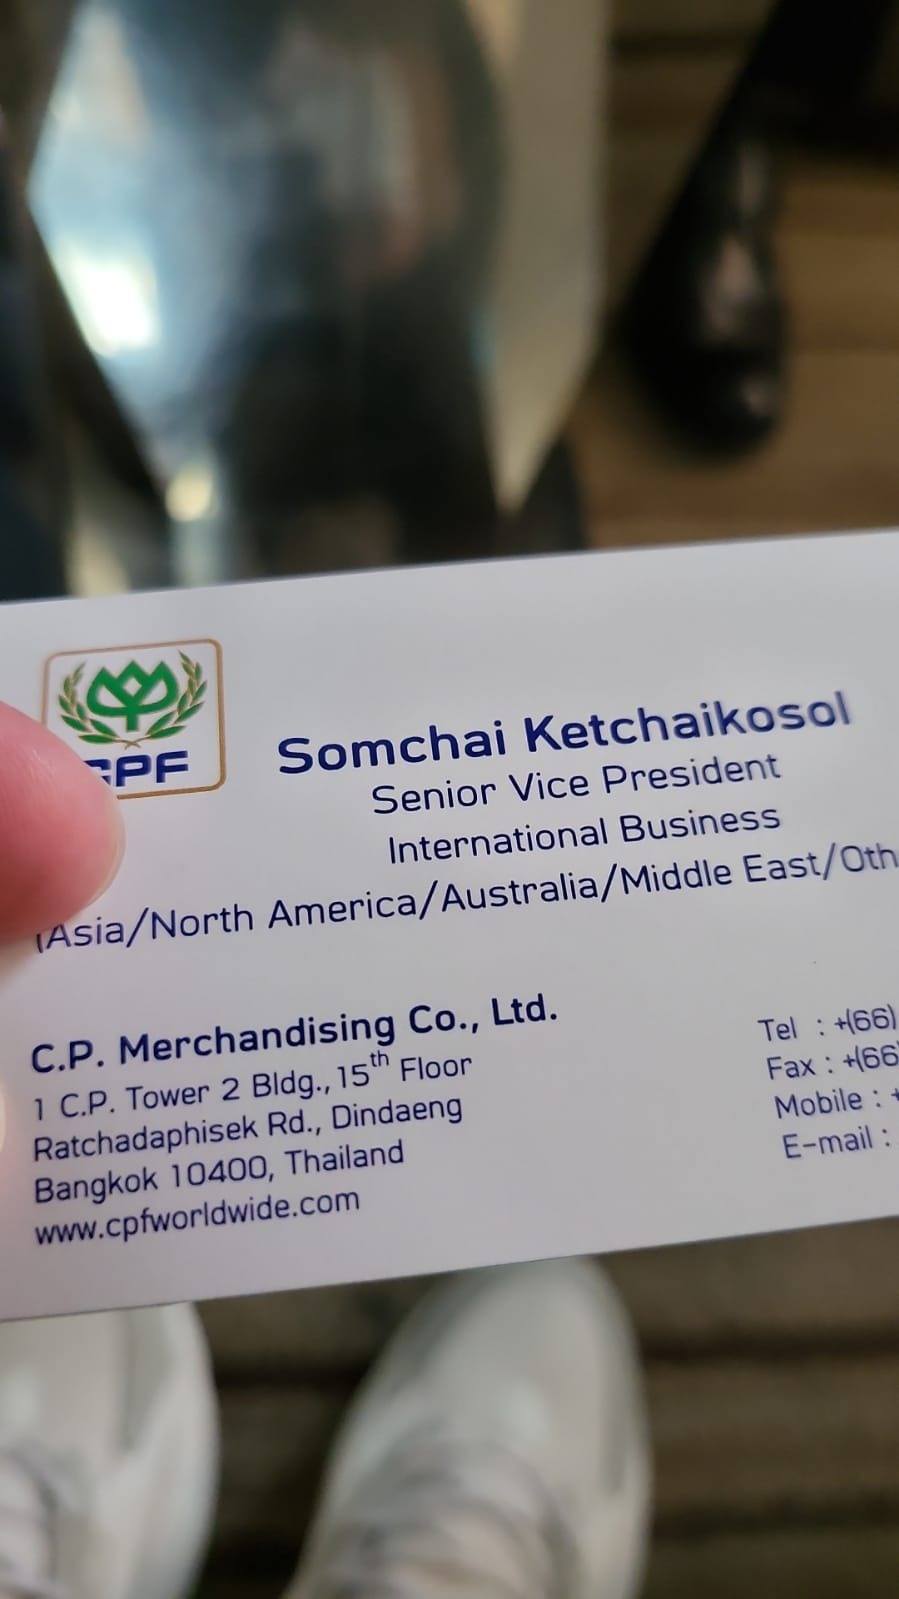 CPF
Somchai Ketchaikosol
Senior Vice President
International Business
(Asia/North America/Australia/Middle East/Oth
C.P. Merchandising Co., Ltd.
1 C.P. Tower 2 Bldg., 15th Floor
Ratchadaphisek Rd., Dindaeng
Bangkok 10400, Thailand
www.cpfworldwide.com
Tel : +(66)
Fax : +(66)
Mobile : +
E-mail :